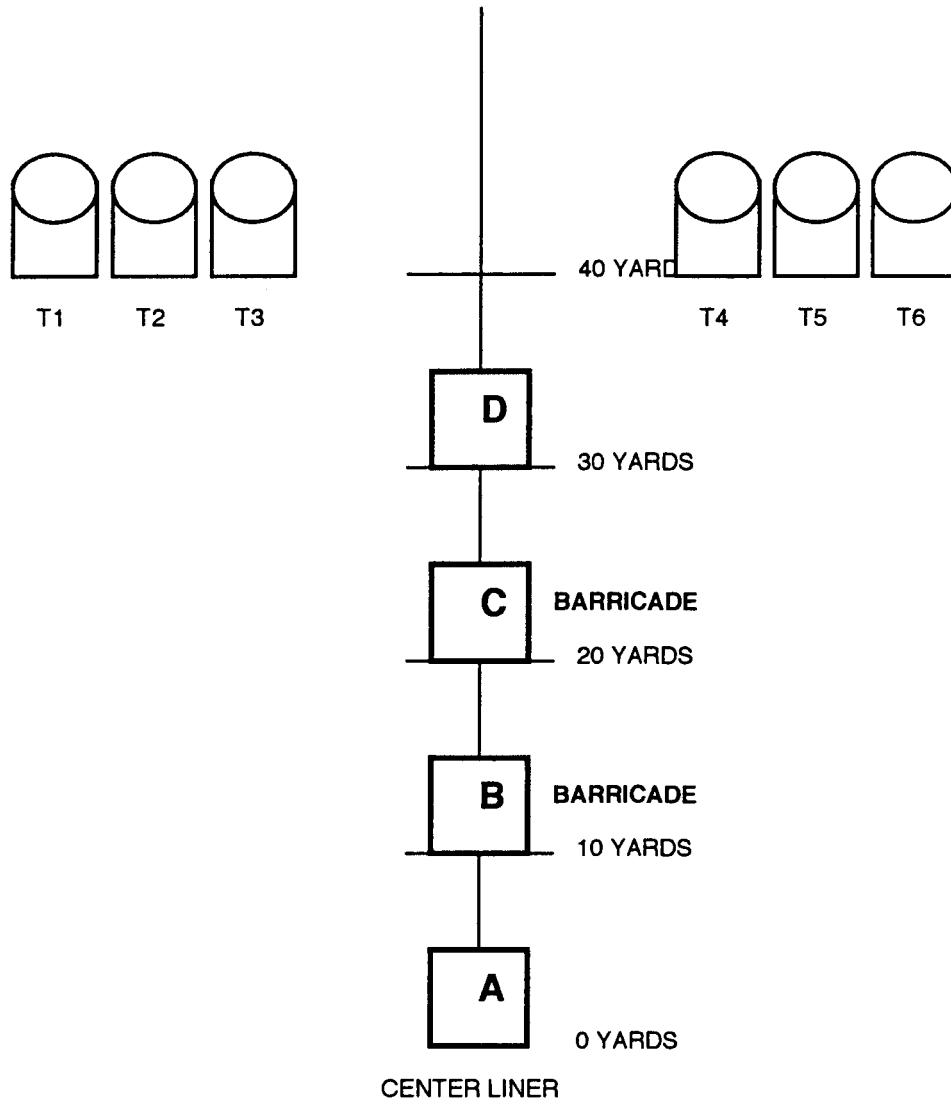 40 YARD
T1 T2 T3 T4 T5 T6
D
30 YARDS
C BARRICADE
20 YARDS
B BARRICADE
10 YARDS
A
0 YARDS
CENTER LINER